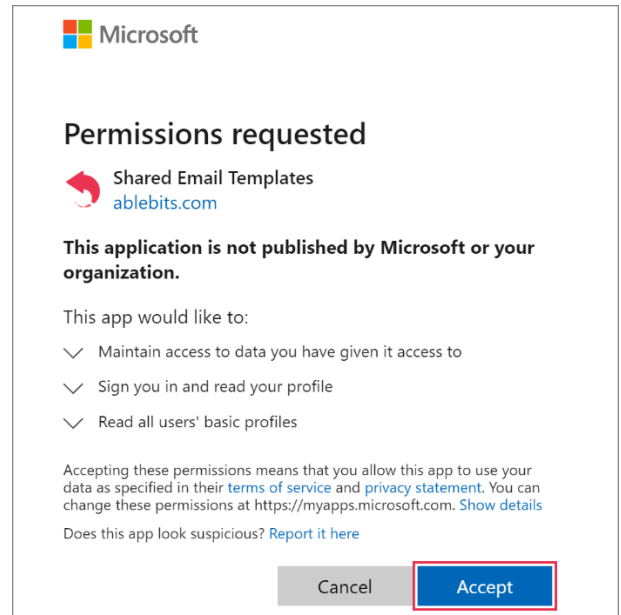 Microsoft
Permissions requested
Shared Email Templates
ablebits.com
This application is not published by Microsoft or your
organization.
This app would like to:
Maintain access to data you have given it access to
Sign you in and read your profile
Read all users' basic profiles
Accepting these permissions means that you allow this app to use your
data as specified in their terms of service and privacy statement. You can
change these permissions at https://myapps.microsoft.com. Show details
Does this app look suspicious? Report it here
Cancel Accept